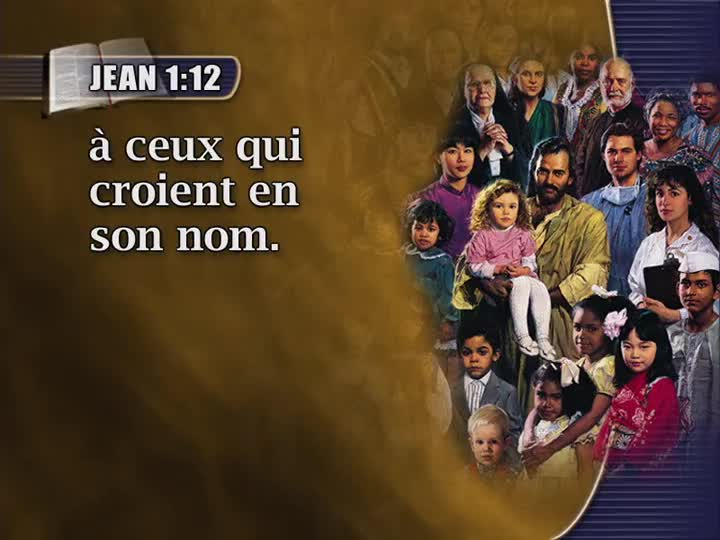 JEAN 1:12
à ceux qui
croient en
son nom.